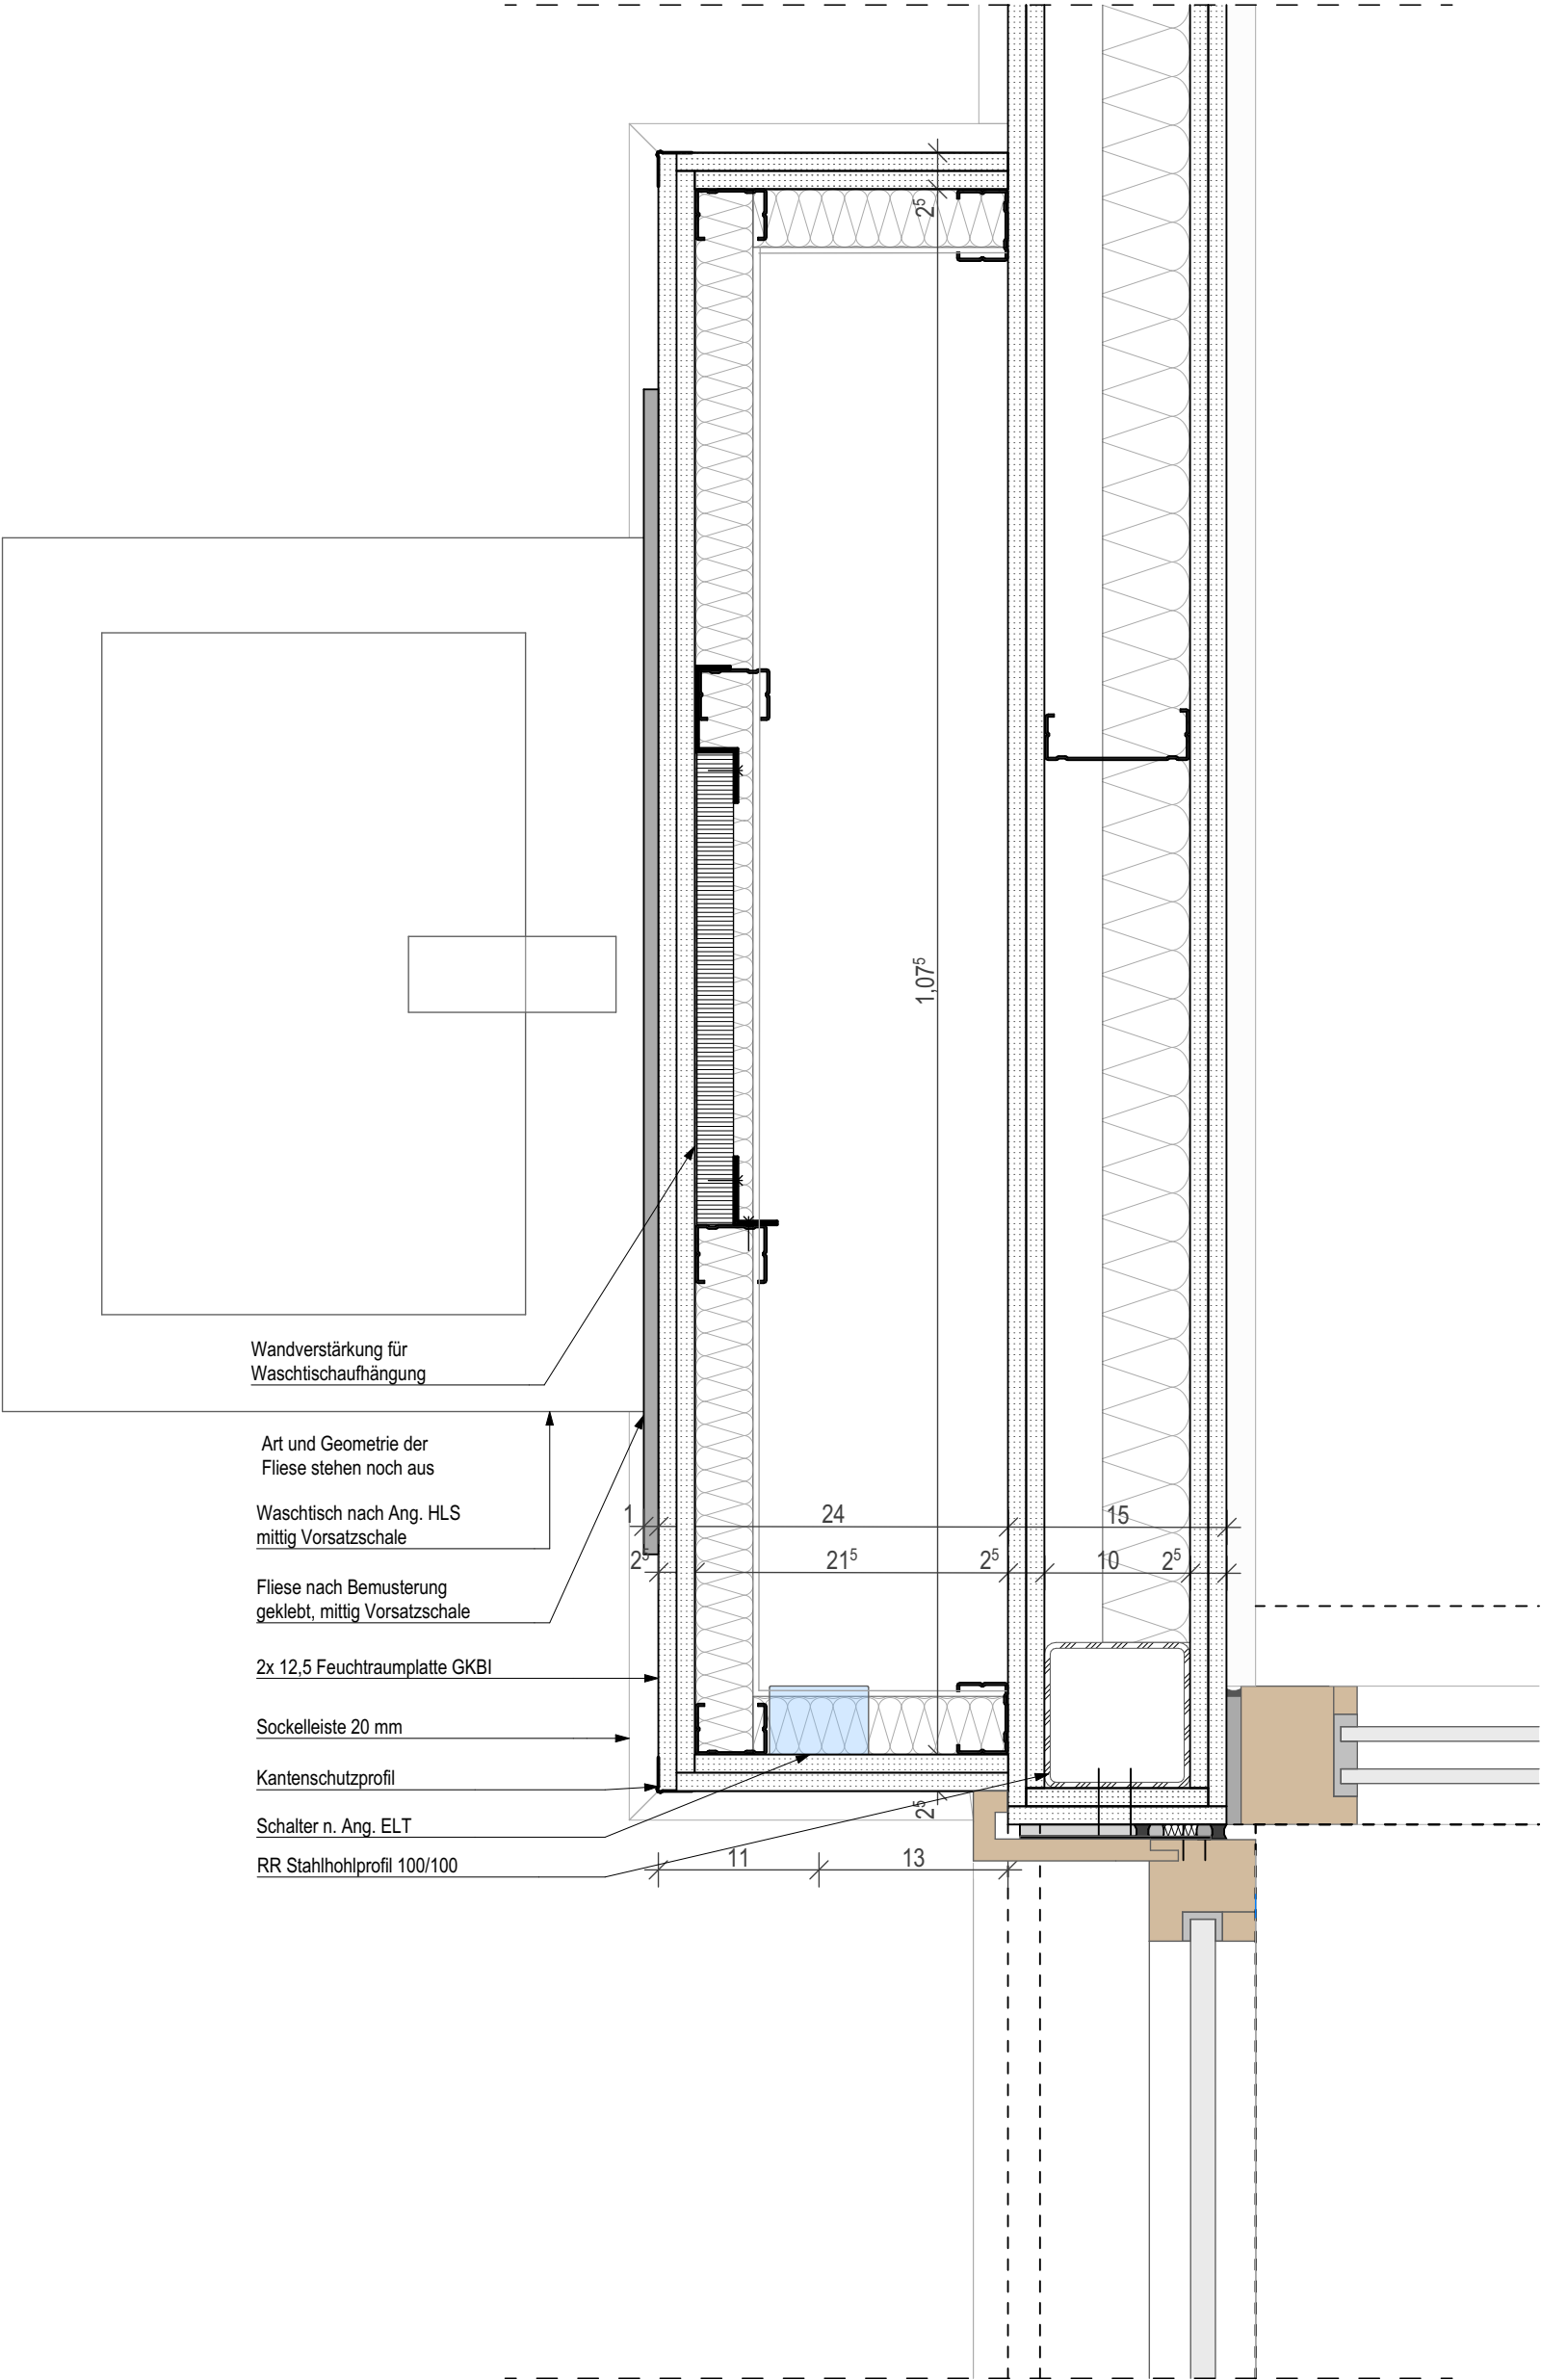 2⁵
1,07⁵
Wandverstärkung für
Waschtischaufhängung
Art und Geometrie der
Fliese stehen noch aus
Waschtisch nach Ang. HLS
mittig Vorsatzschale
1
24
15
2⁵
21⁵
2⁵
10
2⁵
Fliese nach Bemusterung
geklebt, mittig Vorsatzschale
2x 12,5 Feuchtraumplatte GKBI
Sockelleiste 20 mm
Kantenschutzprofil
2⁵
Schalter n. Ang. ELT
RR Stahlhohlprofil 100/100
11
13